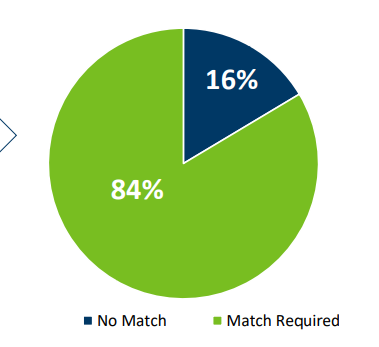 16%
84%
No Match
Match Required